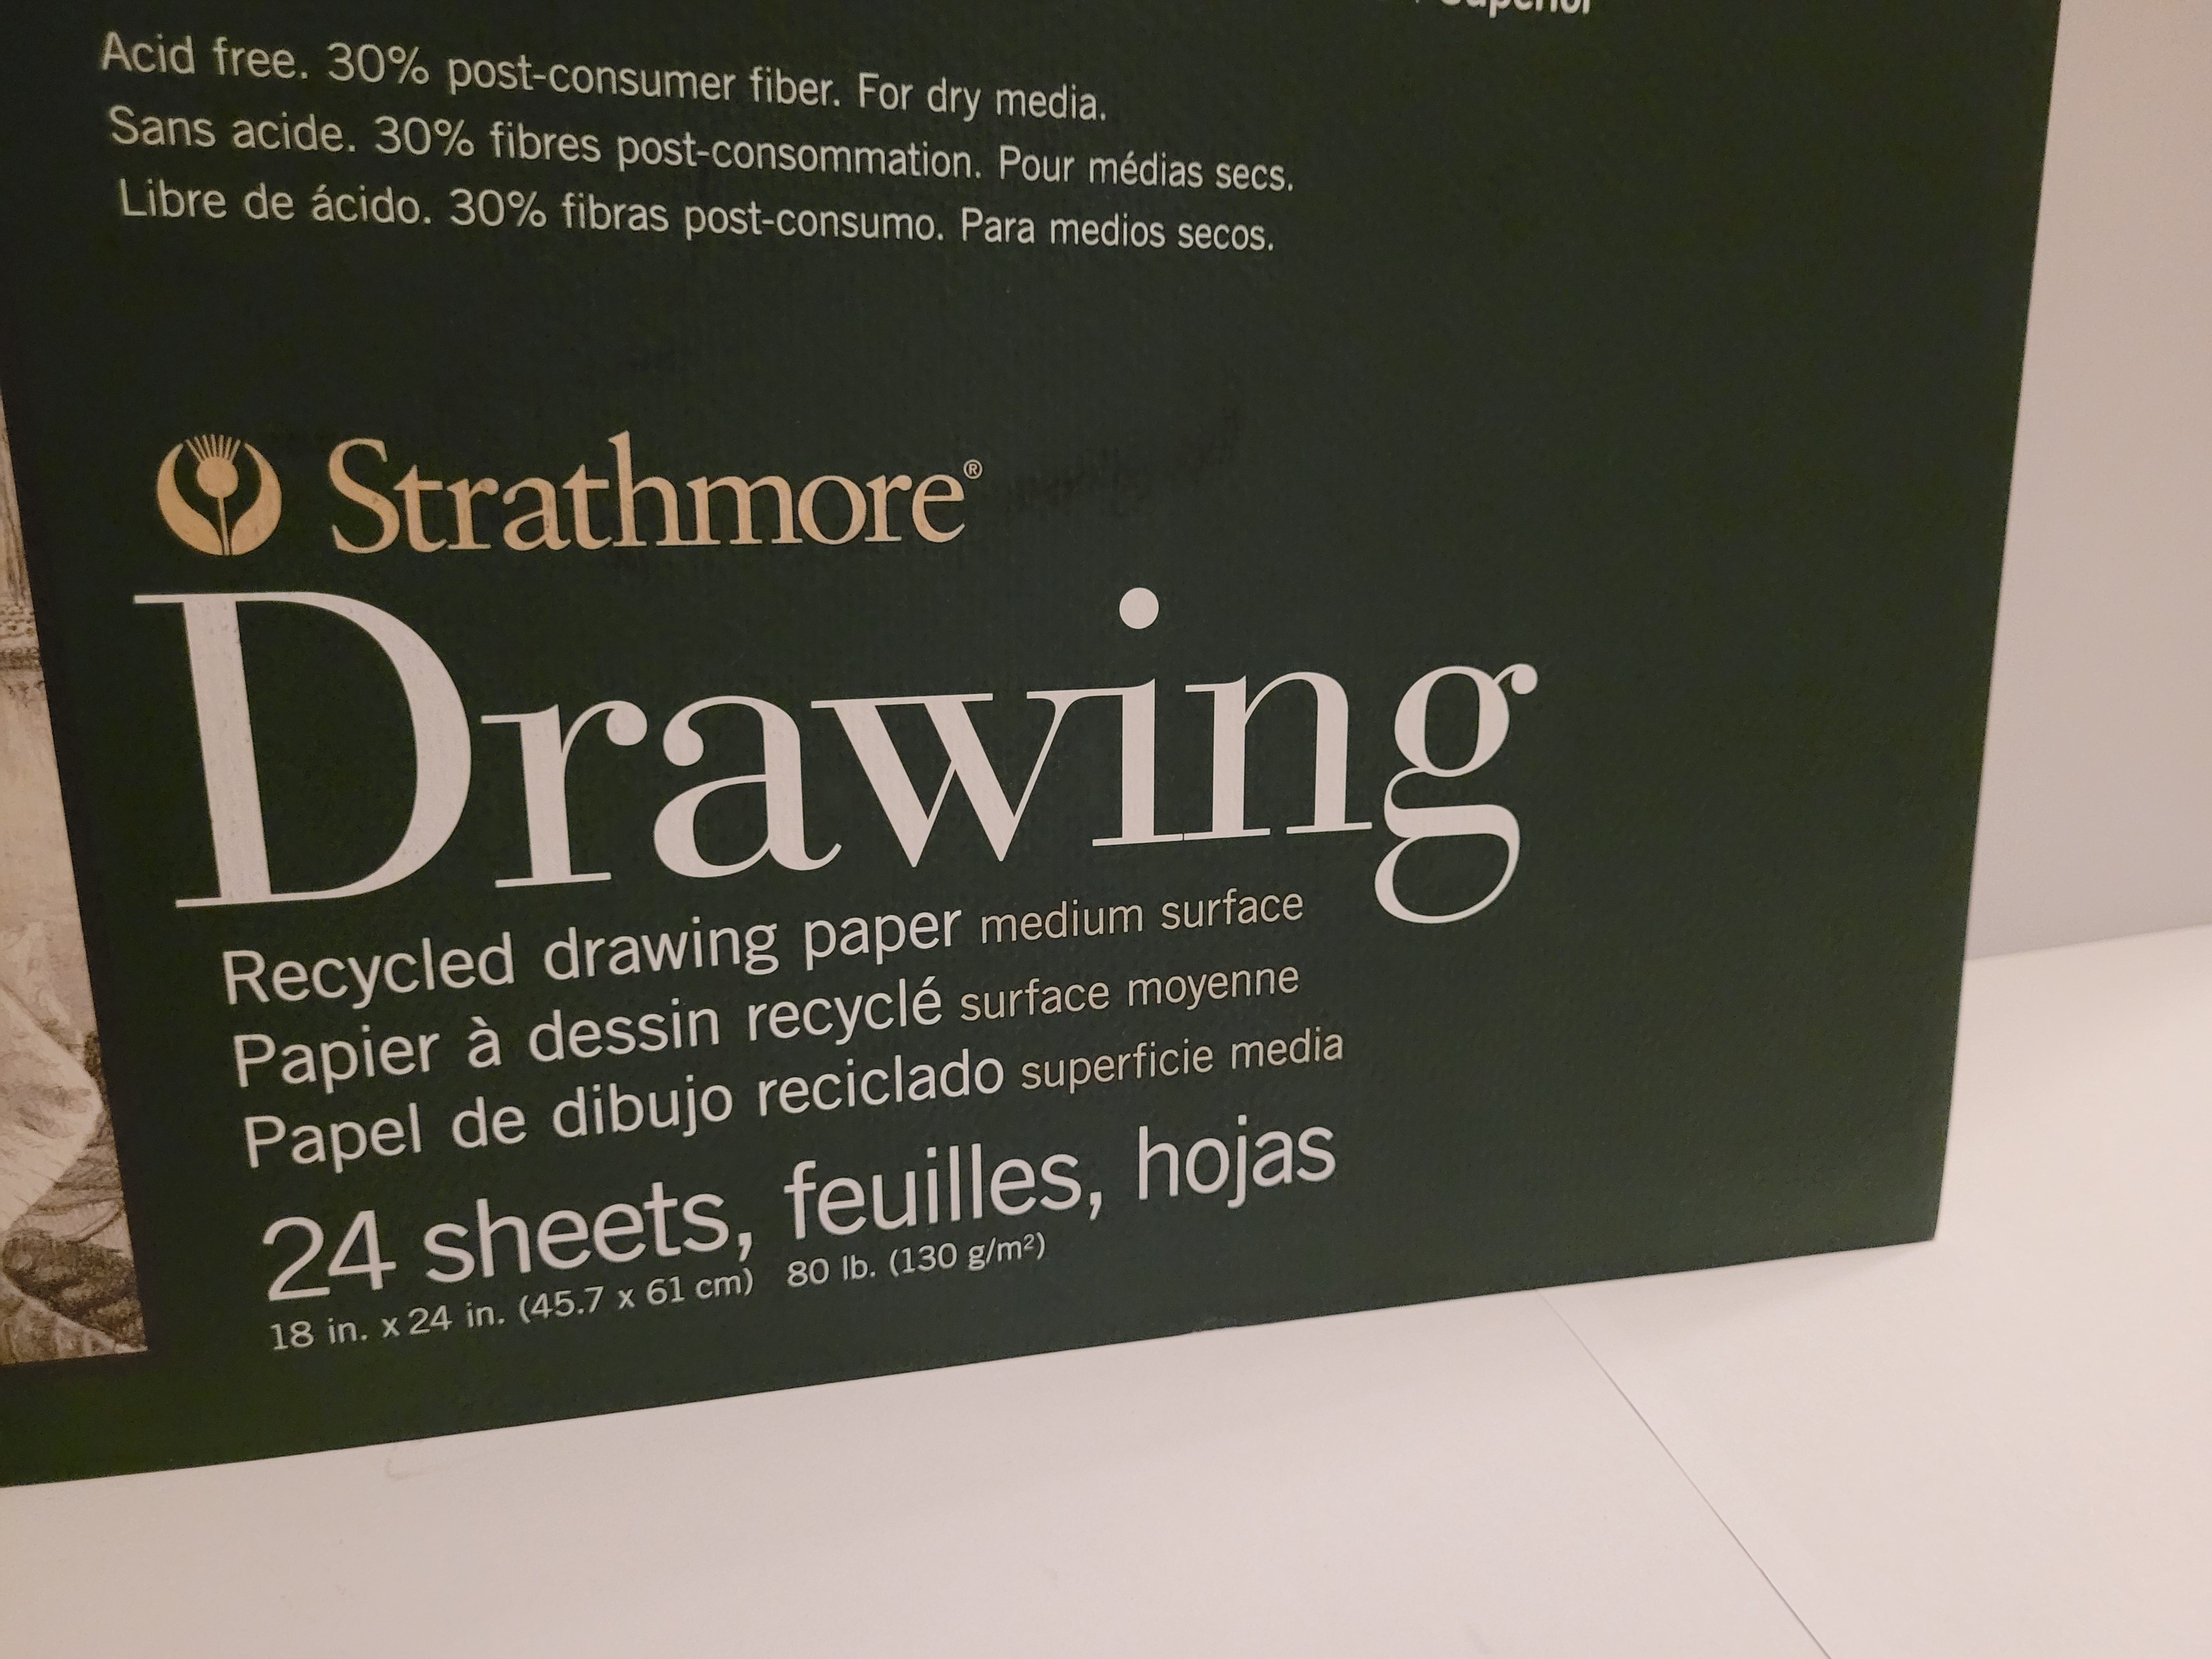 Superior
Acid free. 30% post-consumer fiber. For dry media.
Sans acide. 30% fibres post-consommation. Pour médias secs.
Libre de ácido. 30% fibras post-consumo. Para medios secos.
Strathmore®
Drawing
Recycled drawing paper medium surface
Papier à dessin recyclé surface moyenne
Papel de dibujo reciclado superficie media
24 sheets, feuilles, hojas
18 in. x 24 in. (45.7 x 61 cm) 80 lb. (130 g/m²)